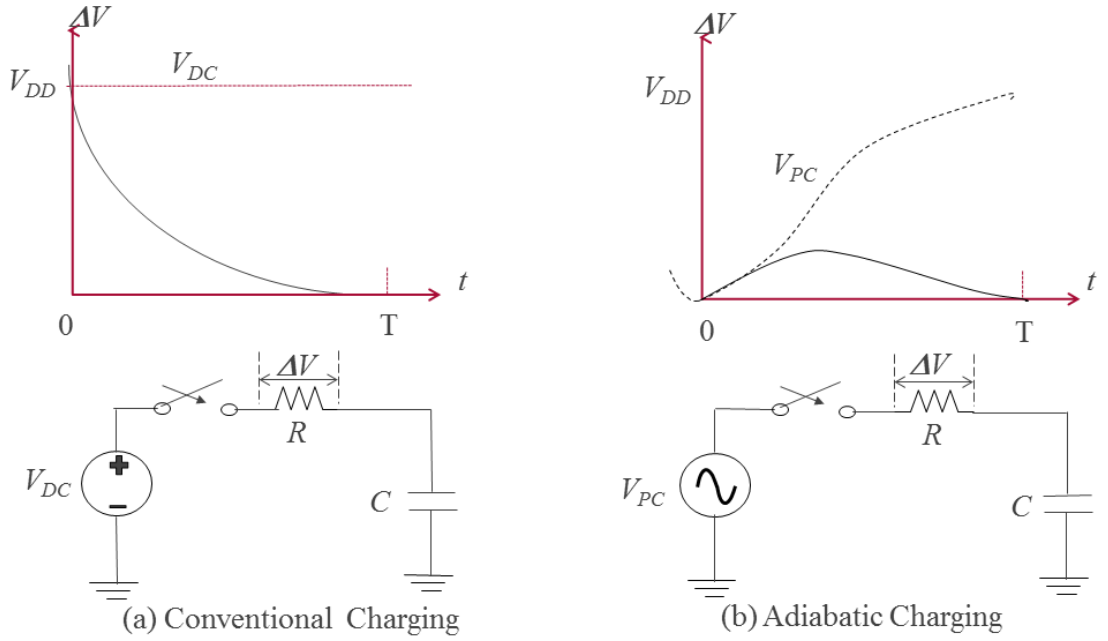 ΔV
V_DC
V_DD
t
0
T
ΔV
R
V_DC
C
(a) Conventional Charging
ΔV
V_DD
V_PC
t
0
T
ΔV
R
V_PC
C
(b) Adiabatic Charging